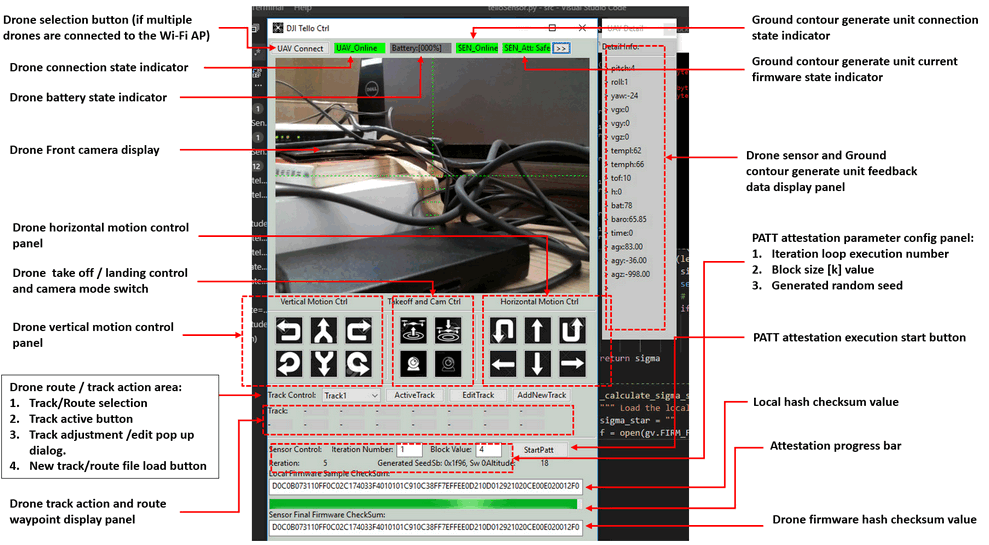 Drone selection button (if multiple
drones are connected to the Wi-Fi AP)
Drone connection state indicator
Drone battery state indicator
Drone Front camera display
Drone horizontal motion control
panel
Drone take off / landing control
and camera mode switch
Drone vertical motion control
panel
Drone route / track action area:
1. Track/Route selection
2. Track active button
3. Track adjustment /edit pop up
dialog.
4. New track/route file load button
Drone track action and route
waypoint display panel
telloSensor.py - src - Visual Studio Code
DJI Tello Ctrl
UAV Connect
UAV_Online
Battery:[000%]
SEN_Online
SEN_Att: Safe
>>
DELL
Vertical Motion Ctrl
Takeoff and Cam Ctrl
Horizontal Motion Ctrl
Track Control:
Track1
ActiveTrack
EditTrack
AddNewTrack
Track:
Sensor Control:
Iteration Number:
1
Block Value:
4
StartPatt
Iteration:
5
Generated Seed
Sb: 0x1f96, Sw 0
Altitude:
18
Local Firmware Sample CheckSum:
D0C0B073110FF0C02C174033F4010101C910C38FF7EFFEE0D210D012921020CE00E020012F0
Sensor Final Firmware CheckSum:
D0C0B073110FF0C02C174033F4010101C910C38FF7EFFEE0D210D012921020CE00E020012F0
UAV Detail
Detail Info:
pitch:4
roll:1
yaw:-24
vgx:0
vgy:0
vgz:0
templ:62
temph:66
tof:10
h:0
bat:78
baro:65.85
time:0
agx:83.00
agy:-36.00
agz:-998.00
return sigma
_calculate_sigma_s
""" Load the local
sigma_star = ""
f = open(gv.FIRM_F
Ground contour generate unit connection
state indicator
Ground contour generate unit current
firmware state indicator
Drone sensor and Ground
contour generate unit feedback
data display panel
PATT attestation parameter config panel:
1. Iteration loop execution number
2. Block size [k] value
3. Generated random seed
PATT attestation execution start button
Local hash checksum value
Attestation progress bar
Drone firmware hash checksum value